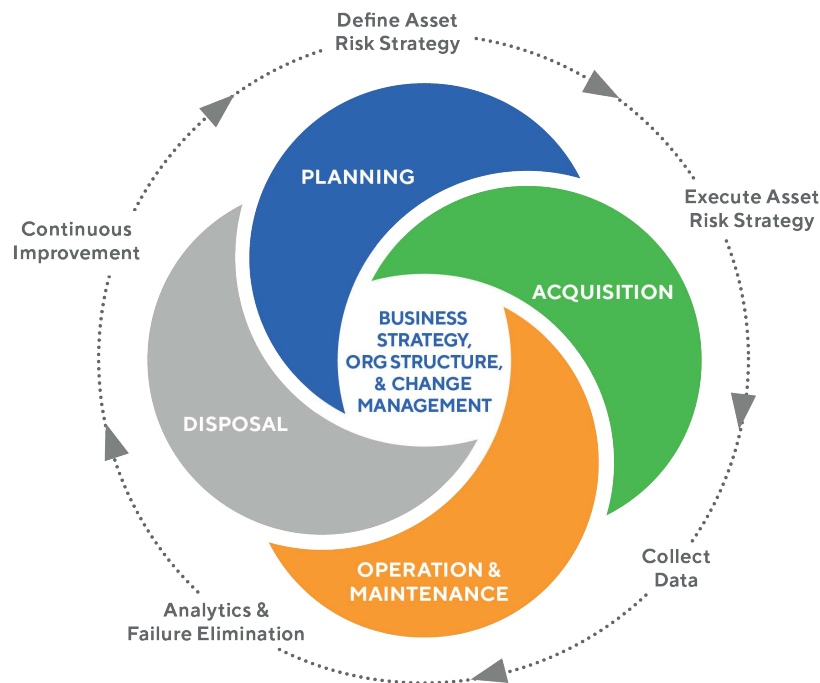 Define Asset
Risk Strategy
PLANNING
Execute Asset
Risk Strategy
Continuous
Improvement
ACQUISITION
BUSINESS
STRATEGY,
ORG STRUCTURE,
& CHANGE
MANAGEMENT
DISPOSAL
Collect
Data
OPERATION &
MAINTENANCE
Analytics &
Failure Elimination